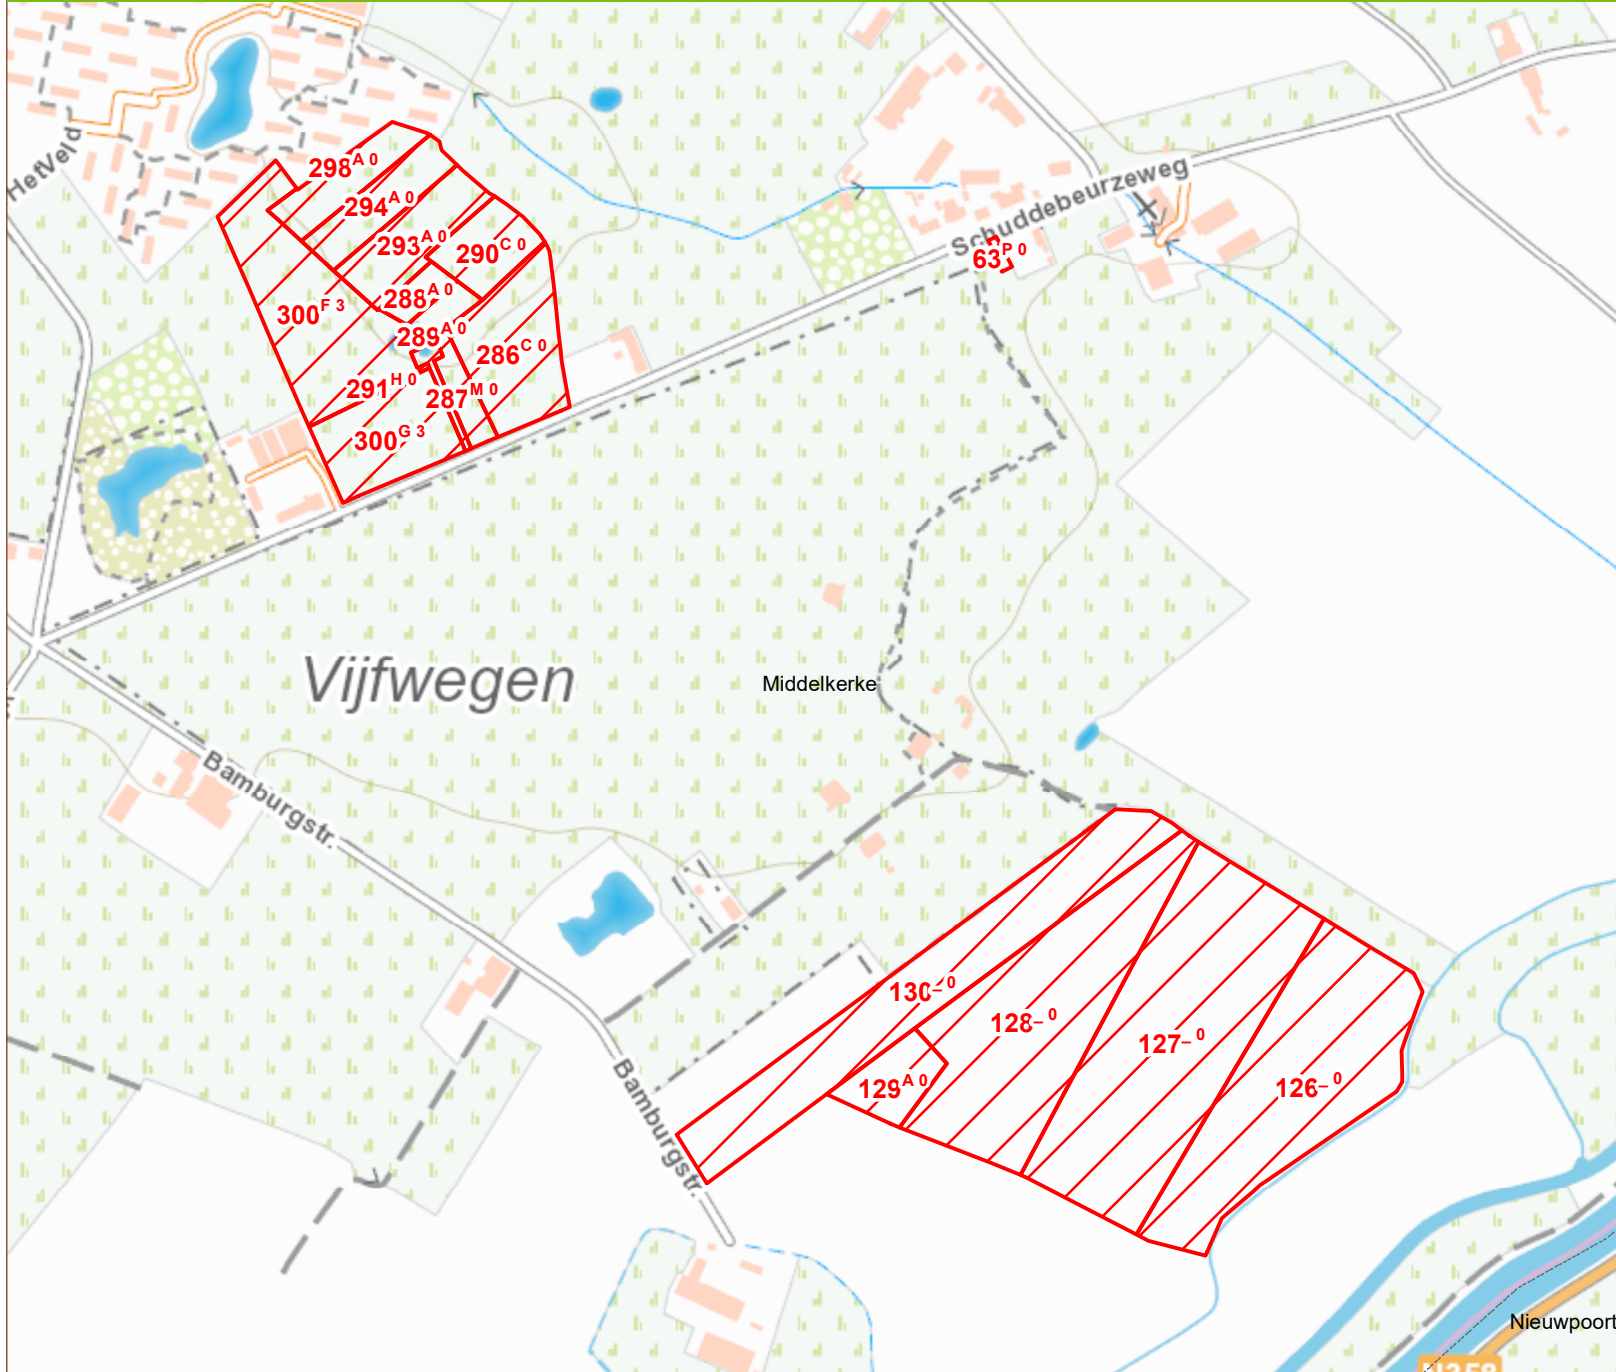 HetVeld
298 A 0
294 A 0
293 A 0
290 C 0
288 A 0
300 F 3
289 A 0
286 C 0
291 H 0
287 M 0
300 G 3
Schuddebeurzeweg
63 P 0
Vijfwegen
Middelkerke
Bamburgstr.
130– 0
128– 0
127– 0
129 A 0
126– 0
Bamburgstr.
Nieuwpoort
N358